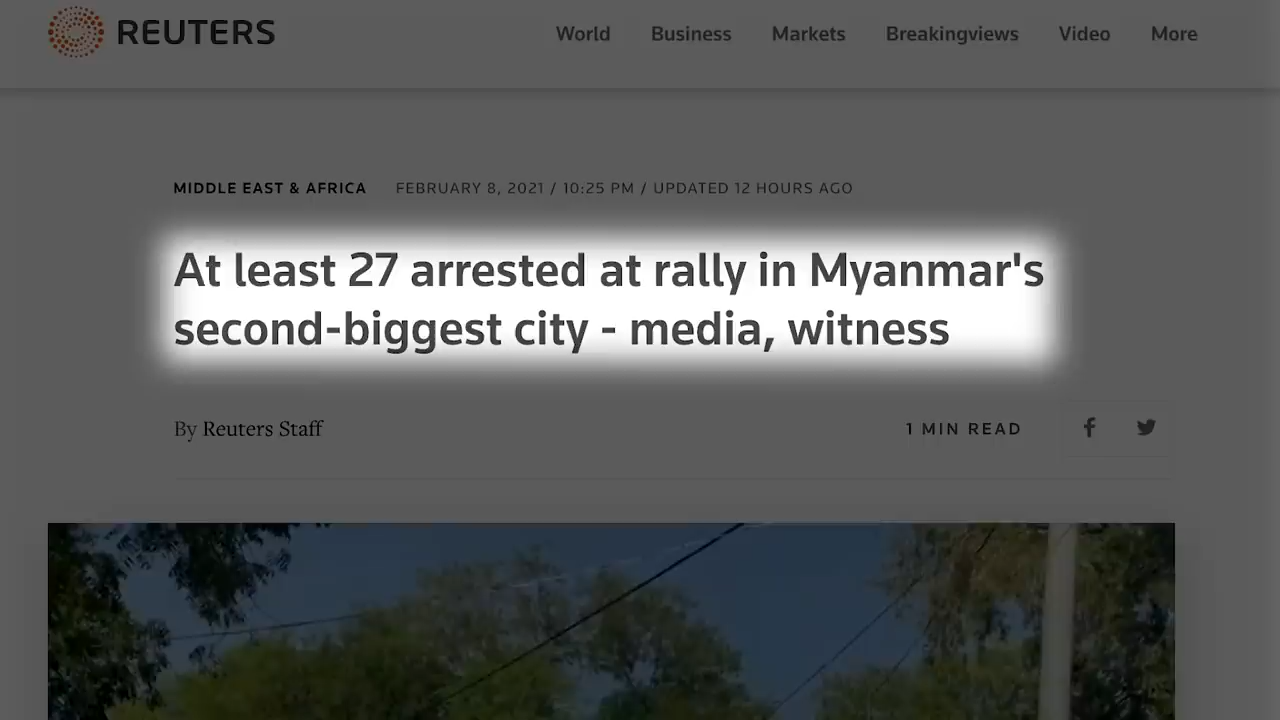 REUTERS
World Business Markets Breakingviews Video More
MIDDLE EAST & AFRICA FEBRUARY 8, 2021 / 10:25 PM / UPDATED 12 HOURS AGO
At least 27 arrested at rally in Myanmar's
second-biggest city - media, witness
By Reuters Staff 1 MIN READ